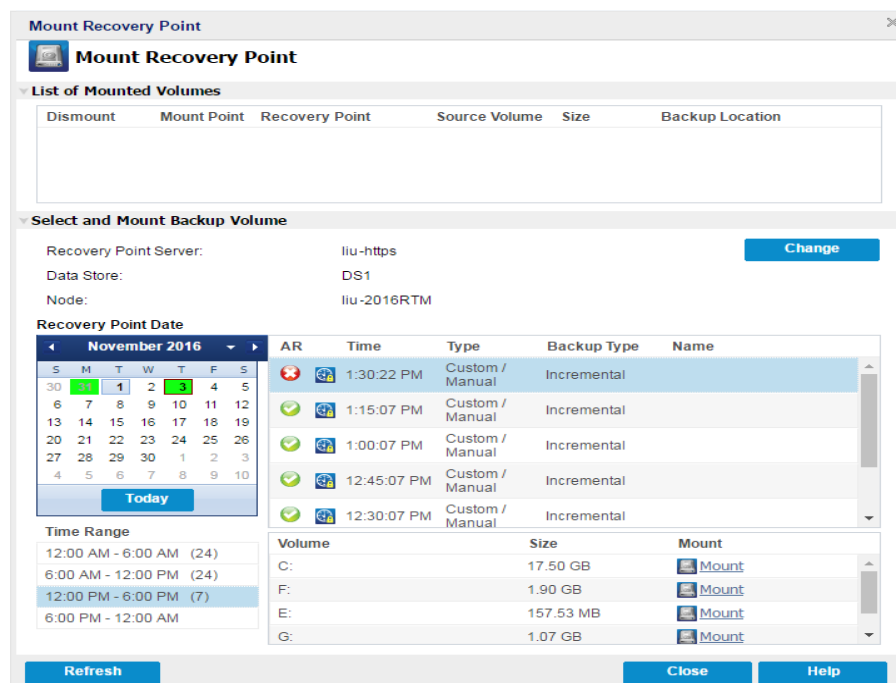 Mount Recovery Point
Mount Recovery Point
List of Mounted Volumes
Dismount Mount Point Recovery Point Source Volume Size Backup Location
Select and Mount Backup Volume
Recovery Point Server: liu-https Change
Data Store: DS1
Node: liu-2016RTM
Recovery Point Date
November 2016
S M T W T F S
30 31 1 2 3 4 5
6 7 8 9 10 11 12
13 14 15 16 17 18 19
20 21 22 23 24 25 26
27 28 29 30 1 2 3
4 5 6 7 8 9 10
Today
AR Time Type Backup Type Name
1:30:22 PM Custom / Manual Incremental
1:15:07 PM Custom / Manual Incremental
1:00:07 PM Custom / Manual Incremental
12:45:07 PM Custom / Manual Incremental
12:30:07 PM Custom / Manual Incremental
Time Range
12:00 AM - 6:00 AM (24)
6:00 AM - 12:00 PM (24)
12:00 PM - 6:00 PM (7)
6:00 PM - 12:00 AM
Volume Size Mount
C: 17.50 GB Mount
F: 1.90 GB Mount
E: 157.53 MB Mount
G: 1.07 GB Mount
Refresh Close Help